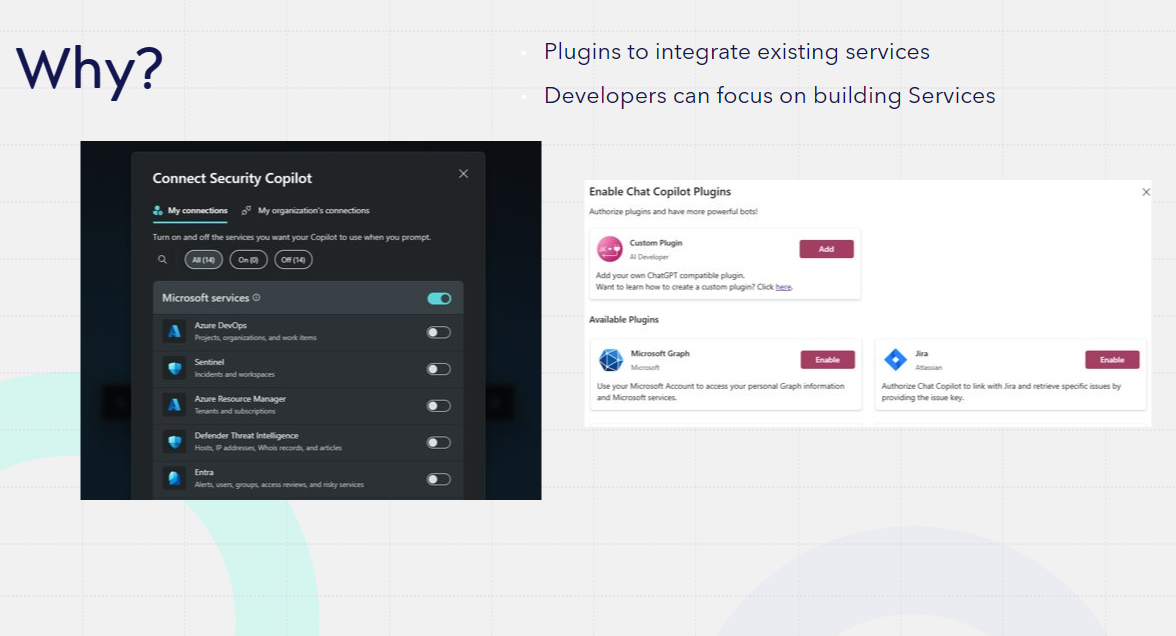 Why?
Plugins to integrate existing services
Developers can focus on building Services
Connect Security Copilot
My connections
My organization's connections
Turn on and off the services you want your Copilot to use when you prompt.
All (14)
On (0)
Off (14)
Microsoft services
Azure DevOps
Projects, organizations, and work items
Sentinel
Incidents and workspaces
Azure Resource Manager
Tenants and subscriptions
Defender Threat Intelligence
Hosts, IP addresses, Whois records, and articles
Entra
Alerts, users, groups, access reviews, and risky services
Enable Chat Copilot Plugins
Authorize plugins and have more powerful bots!
Custom Plugin
AI Developer
Add
Add your own ChatGPT compatible plugin.
Want to learn how to create a custom plugin? Click here.
Available Plugins
Microsoft Graph
Microsoft
Enable
Use your Microsoft Account to access your personal Graph information
and Microsoft services.
Jira
Atlassian
Enable
Authorize Chat Copilot to link with Jira and retrieve specific issues by
providing the issue key.